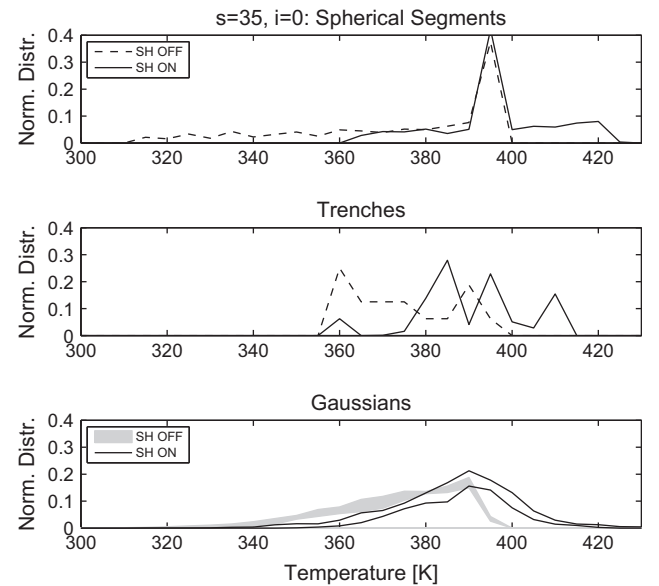 s=35, i=0: Spherical Segments
Norm. Distr.
0.4
0.3
0.2
0.1
0
SH OFF
SH ON
300 320 340 360 380 400 420
Trenches
Norm. Distr.
0.4
0.3
0.2
0.1
0
300 320 340 360 380 400 420
Gaussians
Norm. Distr.
0.4
0.3
0.2
0.1
0
SH OFF
SH ON
300 320 340 360 380 400 420
Temperature [K]